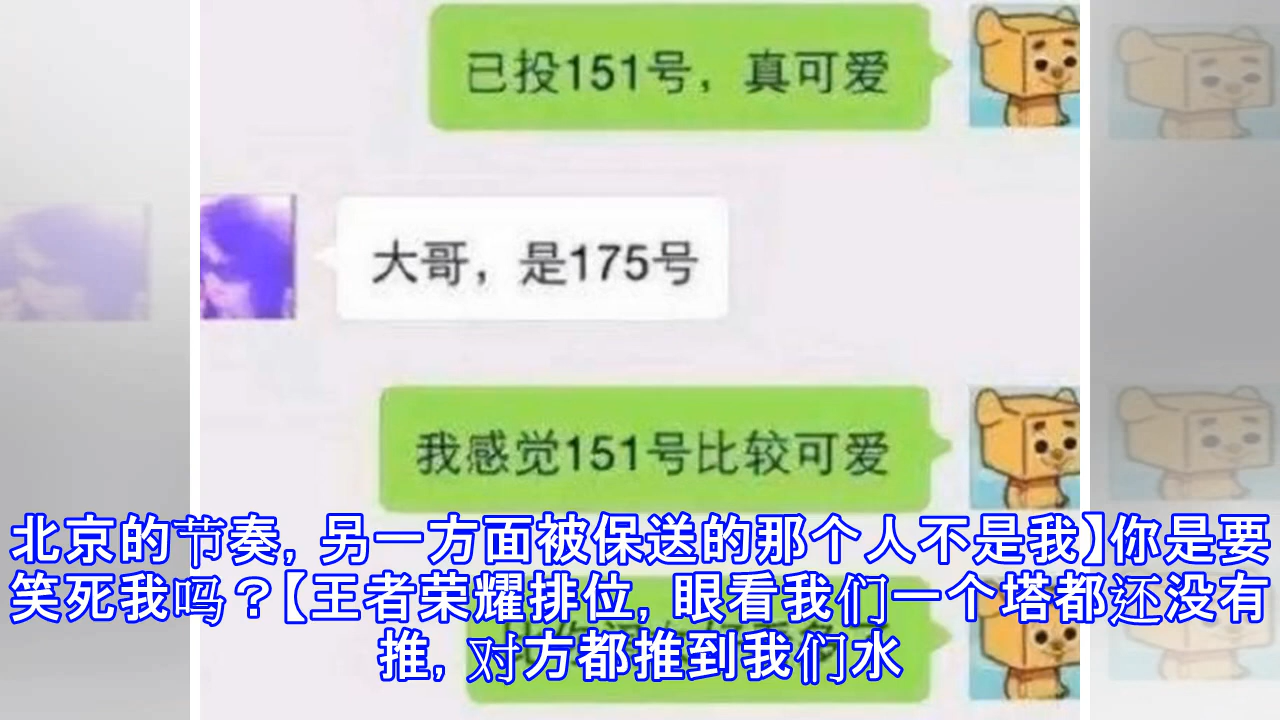 已投151号，真可爱
大哥，是175号
我感觉151号比较可爱
北京的节奏, 另一方面被保送的那个人不是我】你是要
笑死我吗？【王者荣耀排位, 眼看我们一个塔都还没有
推, 对方都推到我们水